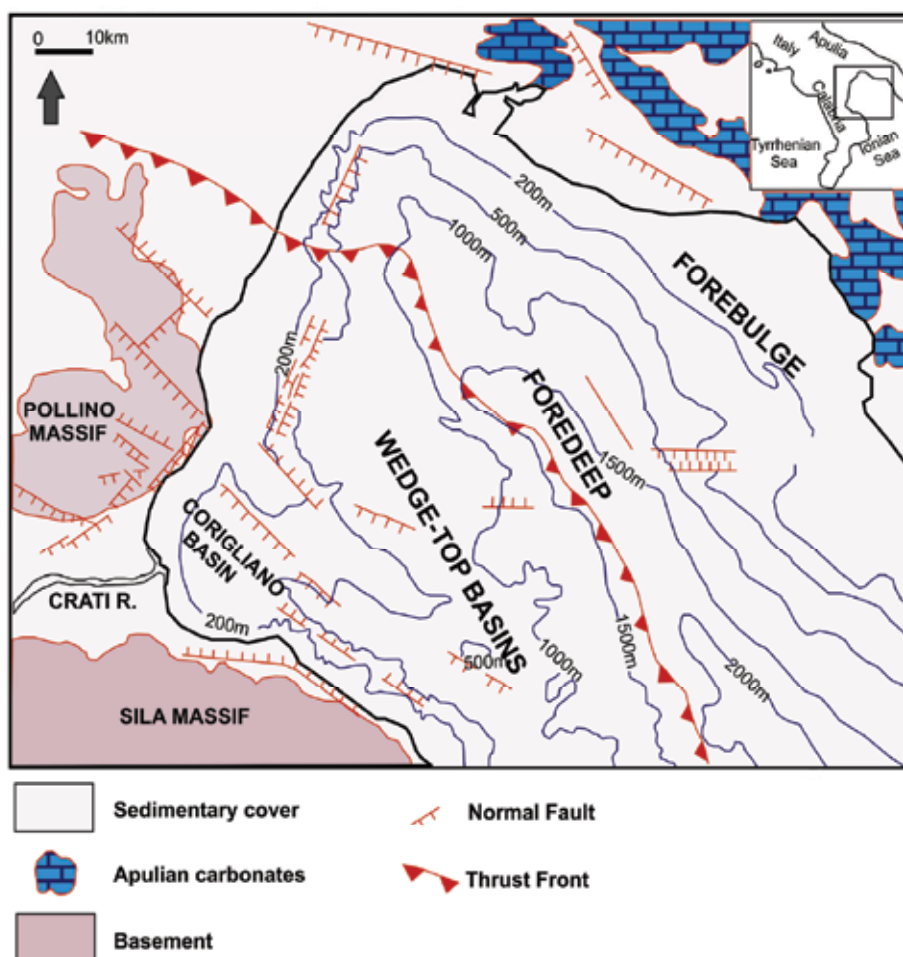 0 10km
Italy
Apulia
Calabria
Tyrrhenian
Sea
Ionian
Sea
200m
500m
1000m
FOREBULGE
200m
POLLINO
MASSIF
FOREDEEP
1500m
WEDGE-TOP BASINS
CORIGLIANO
BASIN
CRATI R.
200m
500m
1000m
1500m
2000m
SILA MASSIF
Sedimentary cover
Normal Fault
Apulian carbonates
Thrust Front
Basement